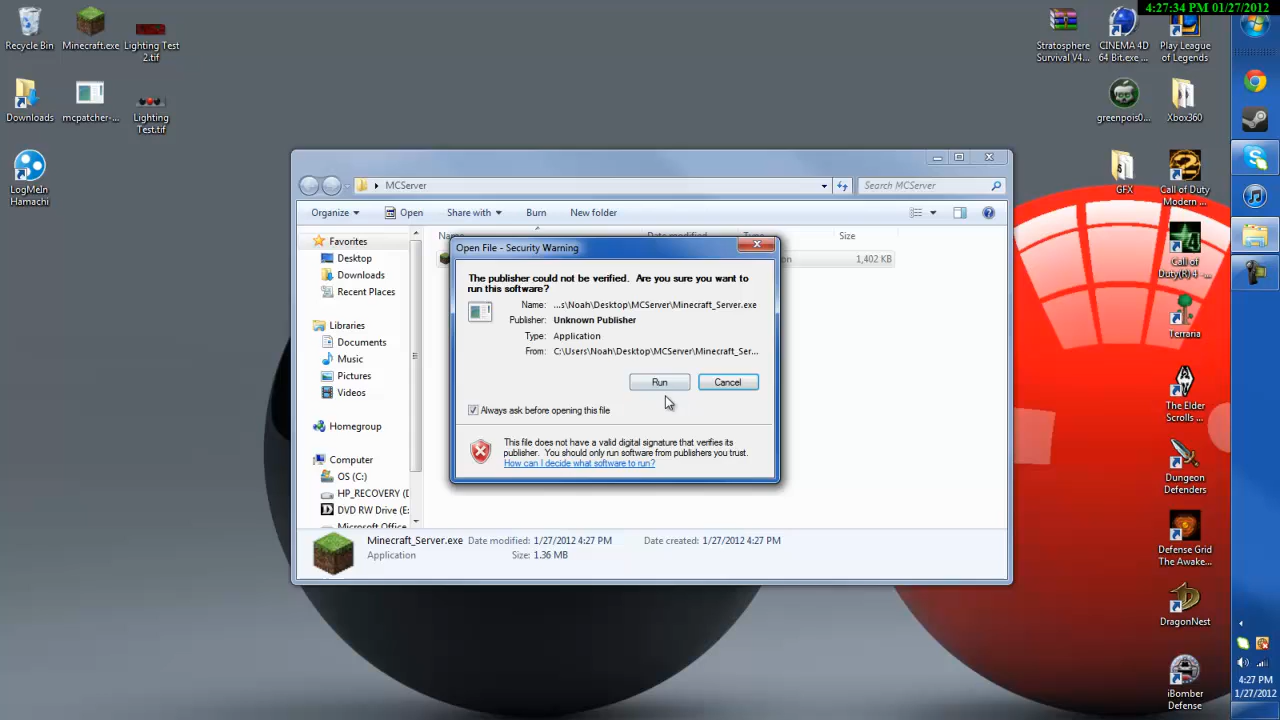 4:27:34 PM 01/27/2012
Recycle Bin
Minecraft.exe
Lighting Test
2.tif
Downloads
mcpatcher-...
Lighting
Test.tif
LogMeIn
Hamachi
Stratosphere
Survival V4...
CINEMA 4D
64 Bit.exe ...
Play League
of Legends
greenpois0...
Xbox360
GFX
Call of Duty
Modern ...
Call of
Duty(R) 4 -...
Terraria
The Elder
Scrolls ...
Dungeon
Defenders
Defense Grid
The Awake...
DragonNest
iBomber
Defense
4:27 PM
1/27/2012
MCServer
Search MCServer
Organize
Open
Share with
Burn
New folder
Size
1,402 KB
Favorites
Desktop
Downloads
Recent Places
Libraries
Documents
Music
Pictures
Videos
Homegroup
Computer
OS (C:)
HP_RECOVERY (D
DVD RW Drive (E:
Microsoft Office
Open File - Security Warning
The publisher could not be verified. Are you sure you want to
run this software?
Name: ...s\Noah\Desktop\MCServer\Minecraft_Server.exe
Publisher: Unknown Publisher
Type: Application
From: C:\Users\Noah\Desktop\MCServer\Minecraft_Ser...
Run
Cancel
Always ask before opening this file
This file does not have a valid digital signature that verifies its
publisher. You should only run software from publishers you trust.
How can I decide what software to run?
Minecraft_Server.exe Date modified: 1/27/2012 4:27 PM Date created: 1/27/2012 4:27 PM
Application Size: 1.36 MB